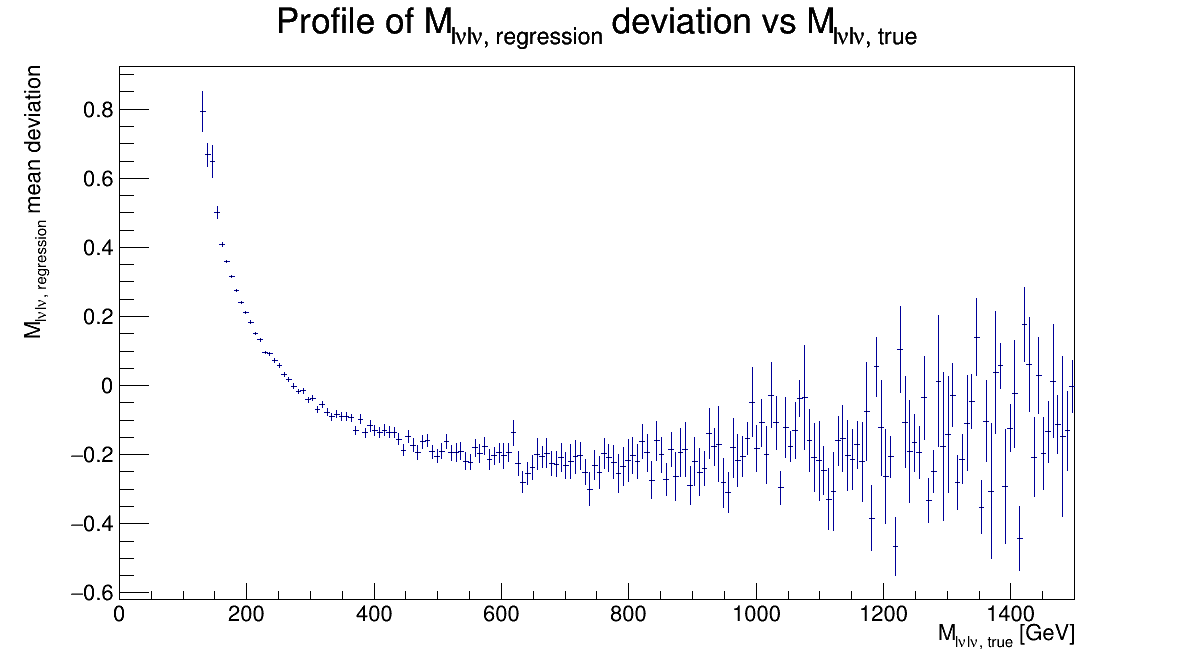 Profile of M_lνlν, regression deviation vs M_lνlν, true
M_lνlν, regression mean deviation
0.8
0.6
0.4
0.2
0
−0.2
−0.4
−0.6
0 200 400 600 800 1000 1200 1400
M_lνlν, true [GeV]